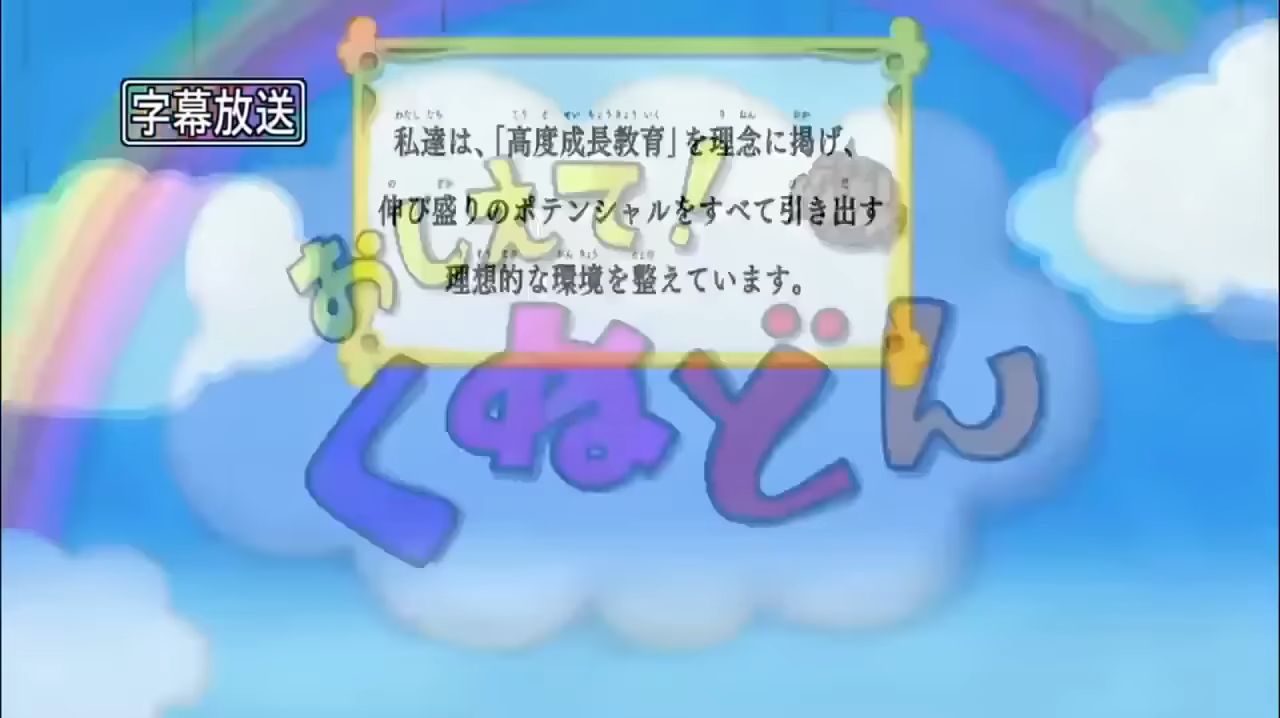 字幕放送
私達は、「高度成長教育」を理念に掲げ、
伸び盛りのポテンシャルをすべて引き出す
理想的な環境を整えています。
おしえて！
くねどん